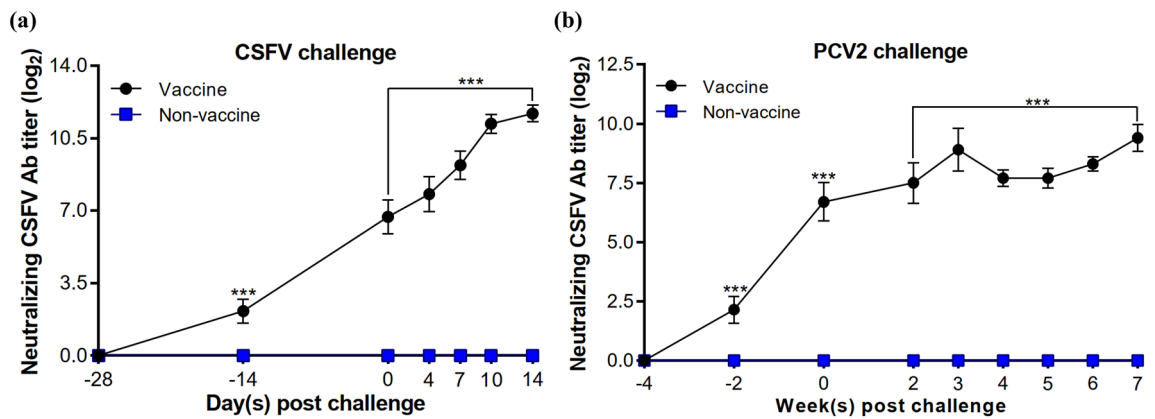 (a)
CSFV challenge
Neutralizing CSFV Ab titer (log2)
14.0
10.5
7.0
3.5
0.0
Vaccine
Non-vaccine
***
***
-28
-14
0
4
7
10
14
Day(s) post challenge
(b)
PCV2 challenge
Neutralizing CSFV Ab titer (log2)
12.5
10.0
7.5
5.0
2.5
0.0
Vaccine
Non-vaccine
***
***
***
-4
-2
0
2
3
4
5
6
7
Week(s) post challenge